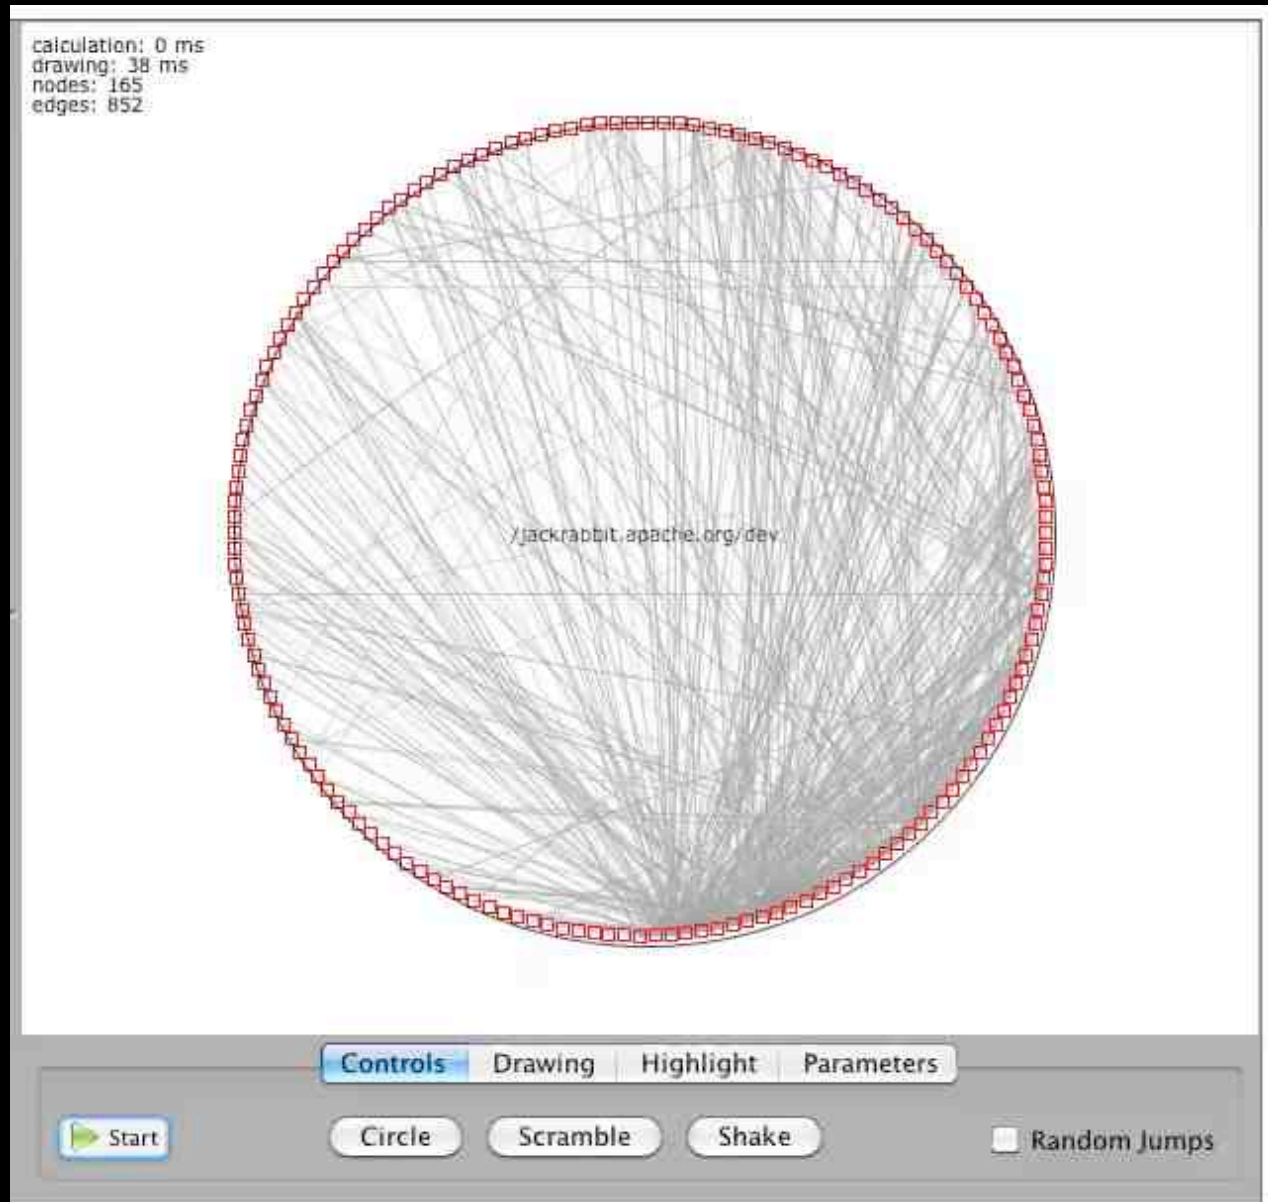 calculation: 0 ms
drawing: 38 ms
nodes: 165
edges: 852
/jackrabbit.apache.org/dev
Controls Drawing Highlight Parameters
Start Circle Scramble Shake Random Jumps